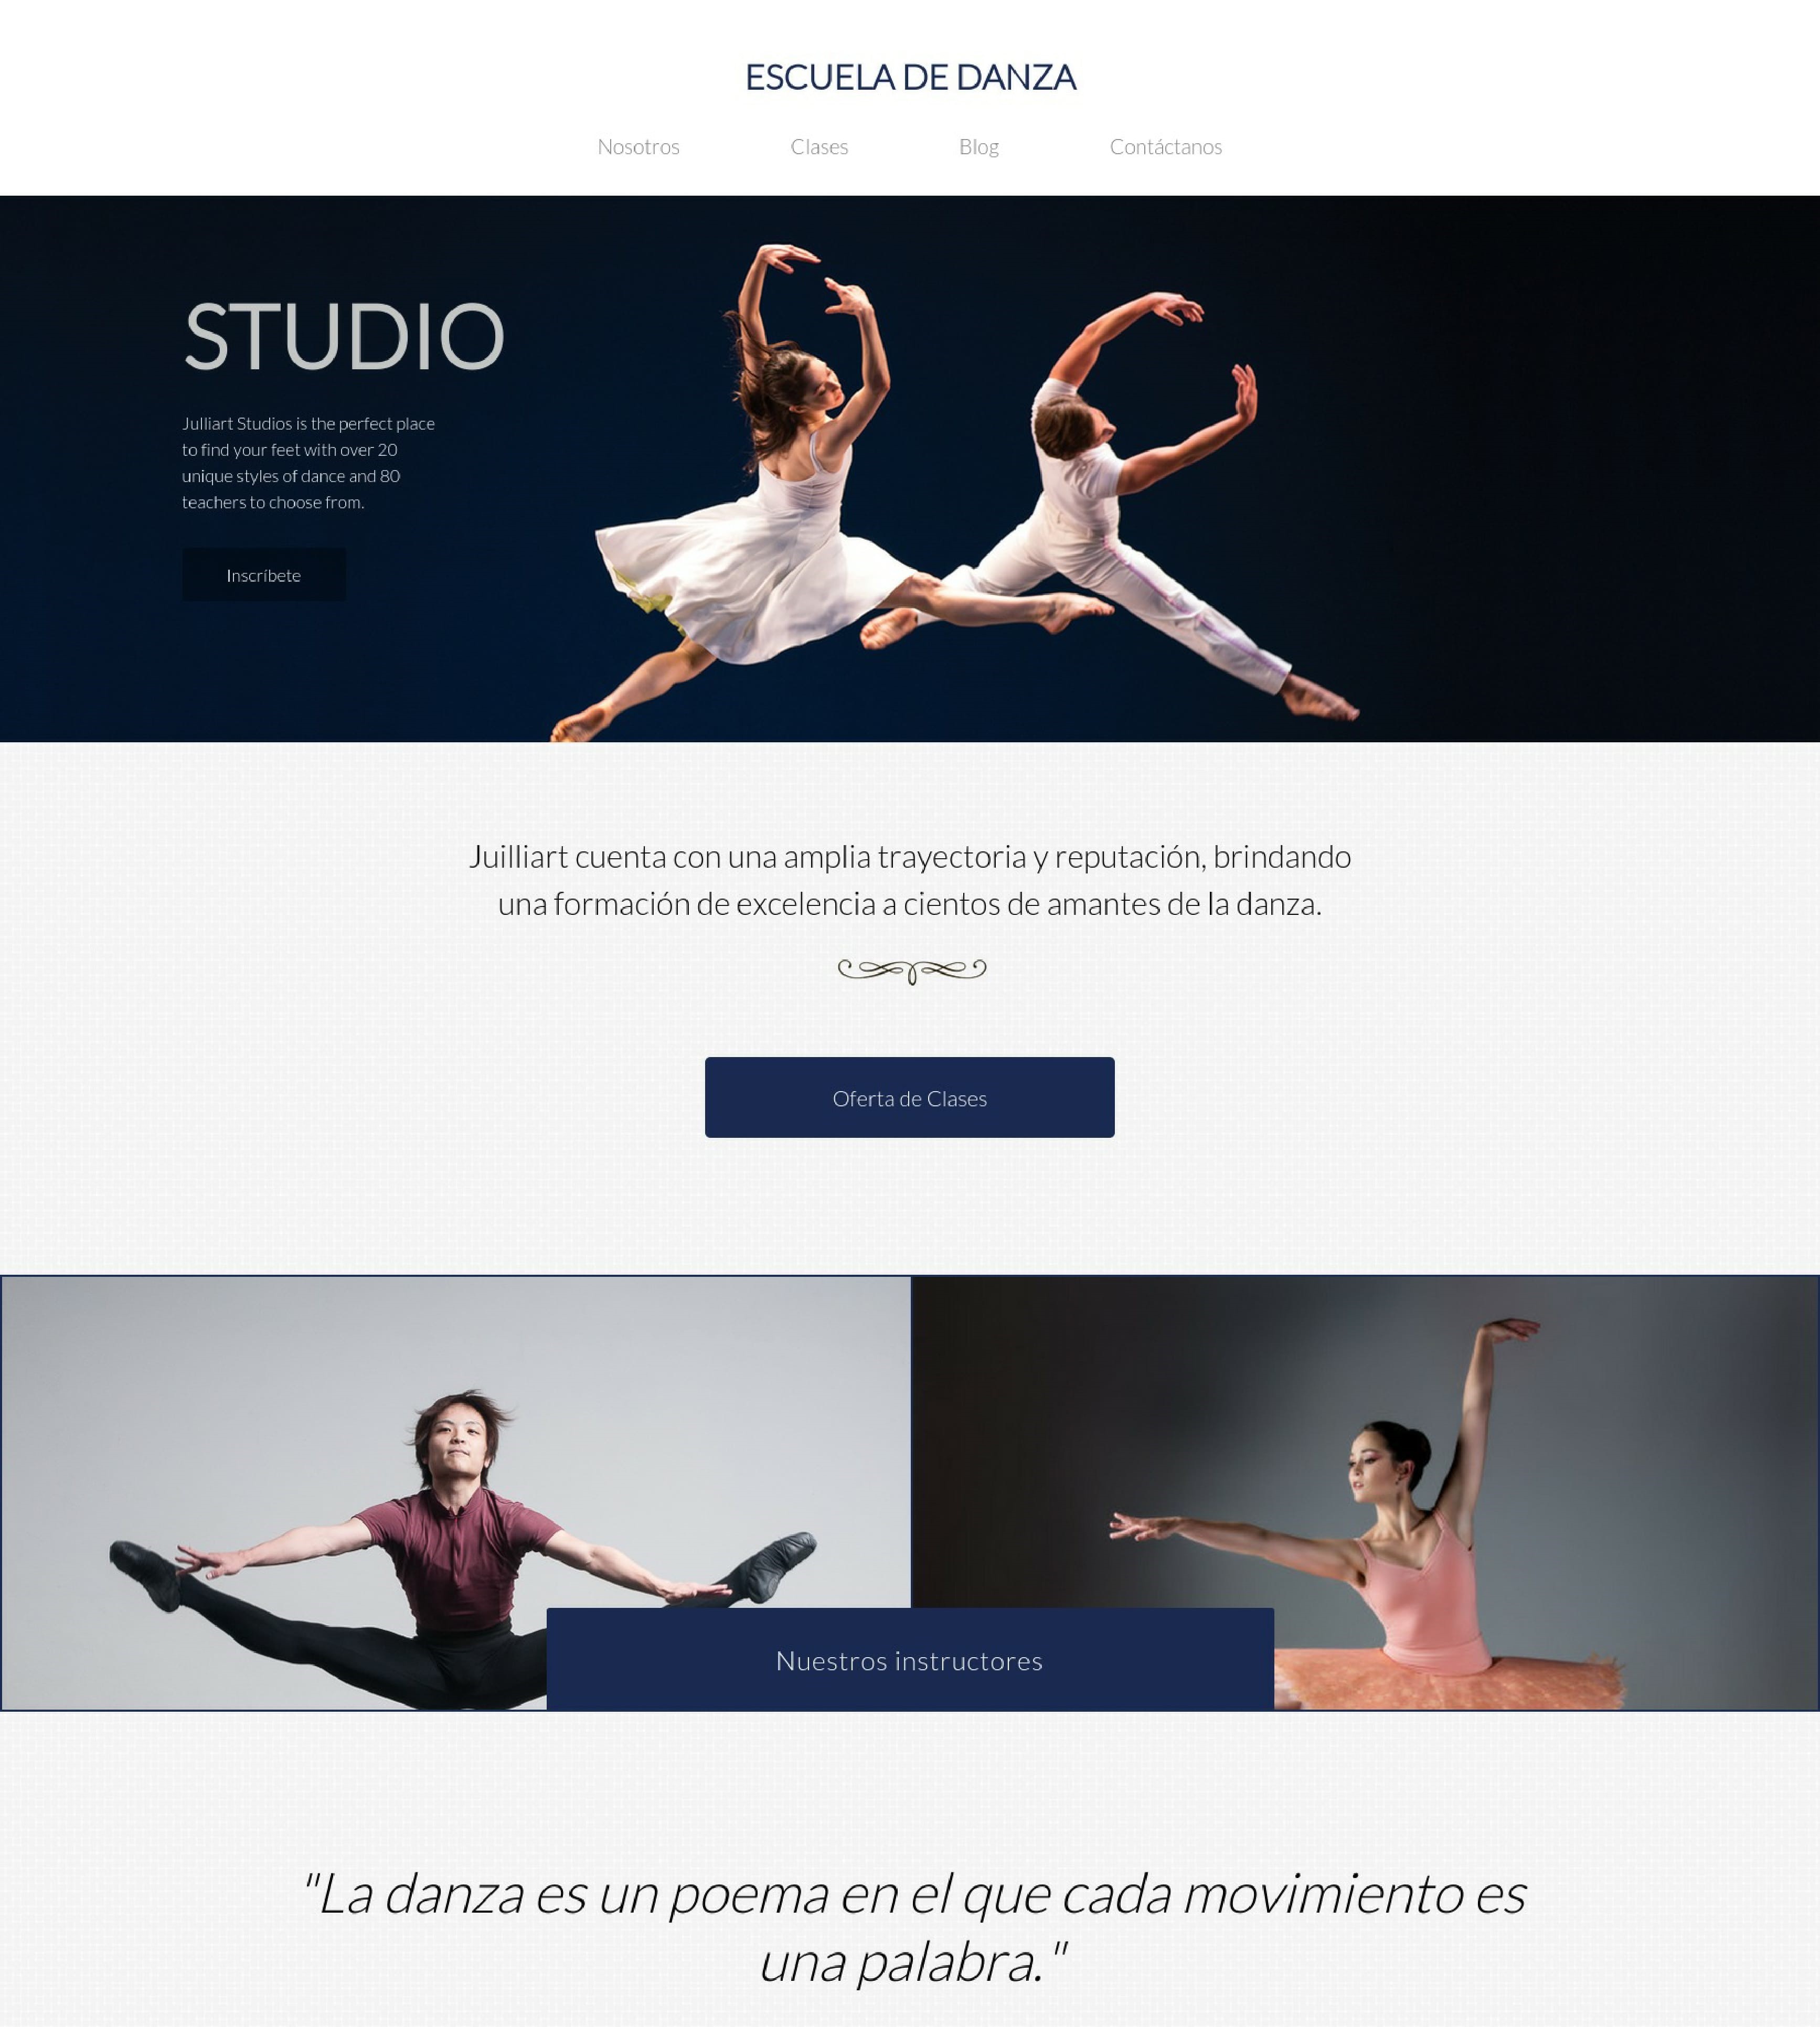 ESCUELA DE DANZA
Nosotros Clases Blog Contáctanos
STUDIO
Julliart Studios is the perfect place
to find your feet with over 20
unique styles of dance and 80
teachers to choose from.
Inscríbete
Juilliart cuenta con una amplia trayectoria y reputación, brindando
una formación de excelencia a cientos de amantes de la danza.
Oferta de Clases
Nuestros instructores
"La danza es un poema en el que cada movimiento es
una palabra."